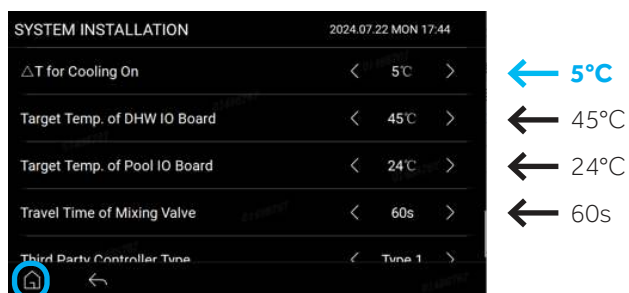 SYSTEM INSTALLATION 2024.07.22 MON 17:44
△T for Cooling On < 5℃ > 5°C
Target Temp. of DHW IO Board < 45℃ > 45°C
Target Temp. of Pool IO Board < 24℃ > 24°C
Travel Time of Mixing Valve < 60s > 60s
Third Party Controller Type < Type 1 >